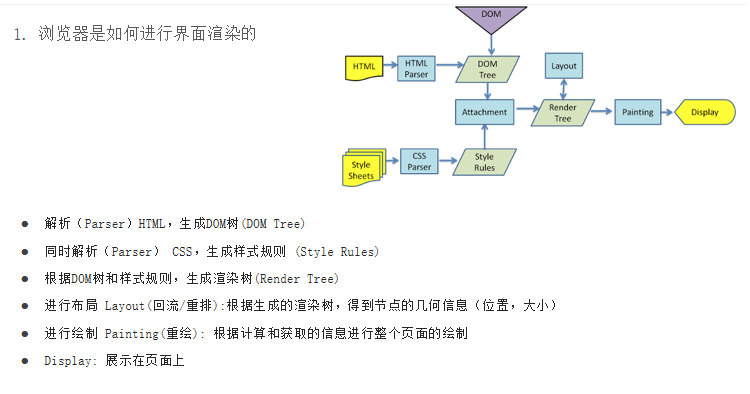 1. 浏览器是如何进行界面渲染的
DOM
HTML
HTML
Parser
DOM
Tree
Layout
Attachment
Render
Tree
Painting
Display
Style
Sheets
CSS
Parser
Style
Rules
● 解析（Parser）HTML，生成DOM树(DOM Tree)
● 同时解析（Parser） CSS，生成样式规则 (Style Rules)
● 根据DOM树和样式规则，生成渲染树(Render Tree)
● 进行布局 Layout(回流/重排):根据生成的渲染树，得到节点的几何信息（位置，大小）
● 进行绘制 Painting(重绘): 根据计算和获取的信息进行整个页面的绘制
● Display: 展示在页面上